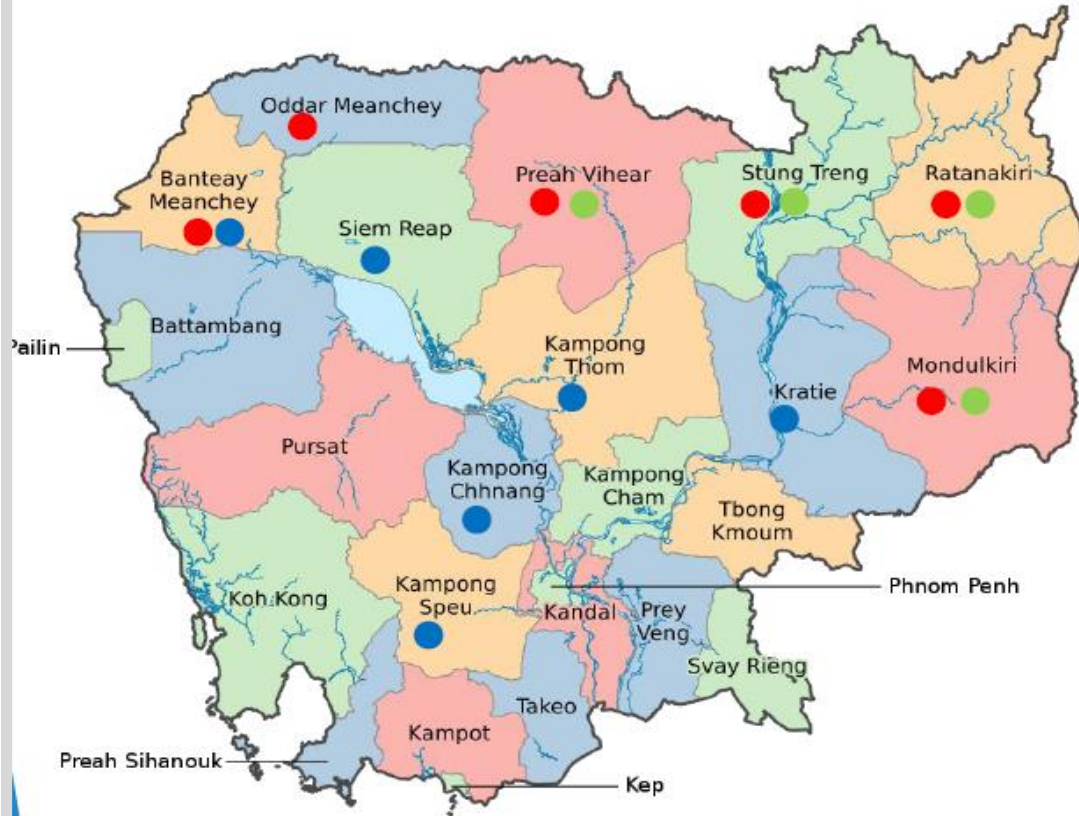 Oddar Meanchey
Banteay
Meanchey
Preah Vihear
Stung Treng
Ratanakiri
Siem Reap
Battambang
Pailin
Kampong
Thom
Kratie
Mondulkiri
Pursat
Kampong
Chhnang
Kampong
Cham
Tbong
Kmoum
Koh Kong
Kampong
Speu
Kandal
Prey
Veng
Phnom Penh
Svay Rieng
Takeo
Kampot
Preah Sihanouk
Kep